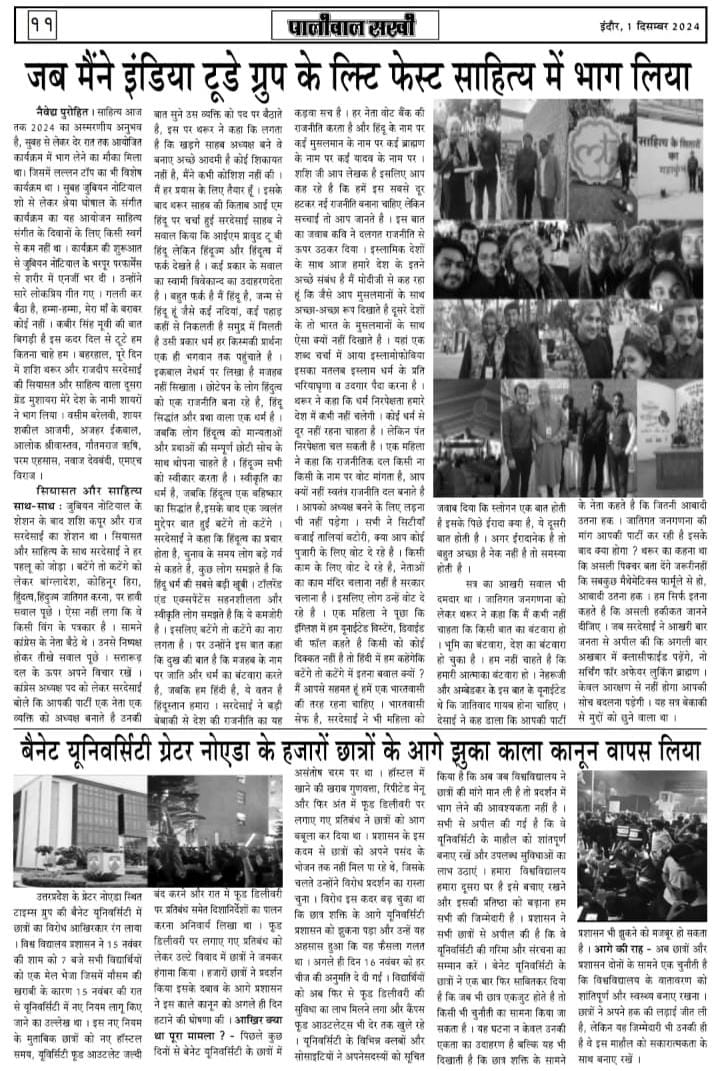 ११
पालीवाल सखी
इंदौर, 1 दिसम्बर 2024
जब मैंने इंडिया टूडे ग्रुप के लिट फेस्ट साहित्य में भाग लिया
नैवेद्य पुरोहित। साहित्य आज
तक 2024 का अस्मरणीय अनुभव
है, सुबह से लेकर देर रात तक आयोजित
कार्यक्रम में भाग लेने का मौका मिला
था। जिसमें लल्लन टॉप का भी विशेष
कार्यक्रम था । सुबह जुबियन नोटियाल
शो से लेकर श्रेया घोषाल के संगीत
कार्यक्रम का यह आयोजन साहित्य
संगीत के दिवानों के लिए किसी स्वर्ग
से कम नहीं था । कार्यक्रम की शुरूआत
से जुबियन नोटियाल के भरपूर परफार्मेंस
से शरीर में एनर्जी भर दी । उन्होंने
सारे लोकप्रिय गीत गए । गलती कर
बैठा है, हम्मा-हम्मा, मेरा माँ के बराबर
कोई नहीं । कबीर सिंह मूवी की बात
बिगड़ी है इस कदर दिल से टूटे हम
कितना चाहे हम । बहरहाल, पूरे दिन
में शशि थरूर और राजदीप सरदेसाई
की सियासत और साहित्य वाला दूसरा
ग्रेंड मुशायरा मेरे देश के नामी शायरों
ने भाग लिया । वसीम बरेलवी, शायर
शकील आजमी, अजहर ईकबाल,
आलोक श्रीवास्तव, गौतमराज ऋषि,
परम एहसास, नवाज देवबंदी, एमएच
विराज ।
सियासत और साहित्य
साथ-साथ : जुबियन नोटियाल के
शेशन के बाद शशि कपूर और राज
सरदेसाई का शेशन था । सियासत
और साहित्य के साथ सरदेसाई ने हर
पहलू को जोड़ा । बटेंगे तो कटेंगे को
लेकर बांग्लादेश, कोहिनूर हिरा,
हिंदत्व,हिंदूज्म जातिगत करना, पर हावी
सवाल पूछे । ऐसा नहीं लगा कि वे
किसी विंग के पत्रकार है । सामने
कांग्रेस के नेता बैठे थे । उनसे निष्पक्ष
होकर तीखे सवाल पूछे । सत्तारूढ़
दल के ऊपर अपने विचार रखें ।
कांग्रेस अध्यक्ष पद को लेकर सरदेसाई
बोले कि आपकी पार्टी एक नेता एक
व्यक्ति को अध्यक्ष बनाते है उनकी
बात सुने उस व्यक्ति को पद पर बैठाते
है, इस पर थरूर ने कहा कि लगता
है कि खड़गे साहब अध्यक्ष बने वे
बनाए अच्छे आदमी है कोई शिकायत
नहीं है, मैंने कभी कोशिश नहीं की ।
मैं हर प्रयास के लिए तैयार हूँ । इसके
बाद थरूर साहब की किताब आई एम
हिंदू पर चर्चा हुई सरदेसाई साहब ने
सवाल किया कि आईएम प्रावुड टू बी
हिंदू लेकिन हिंदूज्म और हिंदुत्व में
फर्क देखते है । कई प्रकार के सवाल
का स्वामी विवेकान्द का उदाहरणदेता
है । बहुत फर्क है मैं हिंदू है, जन्म से
हिंदू हूं जैसे कई नदियां, कई पहाड़
कहीं से निकलती है समुद्र में मिलती
है उसी प्रकार धर्म हर किस्मकी प्रार्थना
एक ही भगवान तक पहुंचाते है ।
इकबाल नेधर्म पर लिखा है मजहब
नहीं सिखाता । छोटेपन के लोग हिंदुत्व
को एक राजनीति बना रहे है, हिंदू
सिद्धांत और प्रथा वाला एक धर्म है ।
जबकि लोग हिंदुत्व को मान्यताओं
और प्रथाओं की सम्पूर्ण छोटी सोच के
साथ थोपना चाहते हैं । हिंदूज्म सभी
को स्वीकार करता है । स्वीकृति का
धर्म है, जबकि हिंदुत्व एक बहिष्कार
का सिद्धांत है,इसके बाद एक ज्वलंत
मुद्देपर बात हुई बटेंगे तो कटेंगे ।
सरदेसाई ने कहा कि हिंदुत्व का प्रचार
होता है, चुनाव के समय लोग बड़े गर्व
से कहते है, कुछ लोग समझते है कि
हिंदू धर्म की सबसे बड़ी खुबी । टॉलरेंड
एंड एक्सपेंटेंस सहनशीलता और
स्वीकृति लोग समझते है कि ये कमजोरी
है । इसलिए बटेंगे तो कटेंगे का नारा
लगता है । पर उन्होंने इस बात कहा
कि दुख की बात है कि मजहब के नाम
पर जाति और धर्म का बंटवारा करते
है, जबकि हम हिंदी है, ये वतन है
हिंदूस्तान हमारा । सरदेसाई ने बड़ी
बेबाकी से देश की राजनीति का यह
कड़वा सच है । हर नेता वोट बैंक की
राजनीति करता है और हिंदू के नाम पर
कई मुसलमान के नाम पर कई ब्राह्मण
के नाम पर कई यादव के नाम पर ।
शशि जी आप लेखक है इसलिए आप
कह रहे है कि हमें इस सबसे दूर
हटकर नई राजनीति बनाना चाहिए लेकिन
सच्चाई तो आप जानते है । इस बात
का जवाब कवि ने दलगत राजनीति से
ऊपर उठकर दिया । इस्लामिक देशों
के साथ आज हमारे देश के इतने
अच्छे संबंध है मैं मोदीजी से कह रहा
हूं कि जैसे आप मुसलमानों के साथ
अच्छा-अच्छा रूप दिखाते है दूसरे देशों
के तो भारत के मुसलमानों के साथ
ऐसा क्यों नहीं दिखाते है । यहां एक
शब्द चर्चा में आया इस्लामोफोबिया
इसका मतलब इस्लाम धर्म के प्रति
भरियाघृणा व उदगार पैदा करना है ।
थरूर ने कहा कि धर्म निरपेक्षता हमारे
देश में कभी नहीं चलेगी । कोई धर्म से
दूर नहीं रहना चाहता है । लेकिन पंत
निरपेक्षता चल सकती है । एक महिला
ने कहा कि राजनीतिक दल किसी ना
किसी के नाम पर वोट मांगता है, आप
क्यों नहीं स्वतंत्र राजनीति दल बनाते है
। आपको अध्यक्ष बनने के लिए लड़ना
भी नहीं पड़ेगा । सभी ने सिटीयाँ
बजाई तालियां बटोरी, क्या आप कोई
पुजारी के लिए वोट दे रहे है । किसी
काम के लिए वोट दे रहे है, नेताओं
का काम मंदिर चलाना नहीं है सरकार
चलाना है । इसलिए लोग उन्हें वोट दे
रहे है । एक महिला ने पूछा कि
इंग्लिश में हम यूनाईटेड विस्टिंग, डिवाईड
वी फॉल कहते है किसी को कोई
दिक्कत नहीं है तो हिंदी में हम कहेंगेकि
बटेंगे तो कटेंगे में इतना बवाल क्यों ?
मैं आपसे सहमत हूं हमें एक भारतवासी
की तरह रहना चाहिए । भारतवासी
सेफ है, सरदेसाई ने भी महिला को
साहित्य के सितारों
का
महाकुंभ
जवाब दिया कि स्लोगन एक बात होती
है इसके पिछे ईरादा क्या है, ये दूसरी
बात होती है । अगर ईरादानेक है तो
बहुत अच्छा है नेक नहीं है तो समस्या
होती है ।
सत्र का आखरी सवाल भी
दमदार था । जातिगत जनगणना को
लेकर थरूर ने कहा कि मैं कभी नहीं
चाहता कि किसी बात का बंटवारा हो
। भूमि का बंटवारा, देश का बंटवारा
हो चुका है । हम नहीं चाहते है कि
हमारी आत्माका बंटवारा हो । नेहरूजी
और अम्बेडकर के इस बात के यूनाईटेड
थे कि जातिवाद गायब होना चाहिए ।
देसाई ने कह डाला कि आपकी पार्टी
के नेता कहते है कि जितनी आबादी
उतना हक । जातिगत जनगणना की
मांग आपकी पार्टी कर रही है इसके
बाद क्या होगा ? थरूर का कहना था
कि असली पिक्चर बता देंगे जरूरीनहीं
कि सबकुछ मैथेमेटिक्स फार्मूले से हो,
आबादी उतना हक । हम सिर्फ इतना
कहते है कि असली हकीकत जानने
दीजिए । जब सरदेसाई ने आखरी बार
जनता से अपील की कि अगली बार
अखबार में क्लासीफाईड पढ़ेंगे, नो
सर्चिंग फॉर अफेयर लुकिंग ब्राह्मण ।
केवल आरक्षण से नहीं होगा आपकी
सोच बदलना पड़ेगी । यह सत्र बेबाकी
से मुद्दों को छुने वाला था ।
बैनेट यूनिवर्सिटी ग्रेटर नोएडा के हजारों छात्रों के आगे झुका काला कानून वापस लिया
उत्तरप्रदेश के ग्रेटर नोएडा स्थित
टाइम्स ग्रुप की बैनेट यूनिवर्सिटी में
छात्रों का विरोध आखिरकार रंग लाया
। विश्व विद्यालय प्रशासन ने 15 नवंबर
की शाम को 7 बजे सभी विद्यार्थियों
को एक मेल भेजा जिसमें मौसम की
खराबी के कारण 15 नवंबर की रात
से यूनिवर्सिटी में नए नियम लागू किए
जाने का उल्लेख था । इस नए नियम
के मुताबिक छात्रों को नए हॉस्टल
समय, यूविर्सिटी फूड आउटलेट जल्दी
बंद करने और रात में फूड डिलीवरी
पर प्रतिबंध समेत दिशानिर्देशों का पालन
करना अनिवार्य लिखा था । फूड
डिलीवरी पर लगाए गए प्रतिबंध को
लेकर उल्टे विवाद में छात्रों ने जमकर
हंगामा किया । हजारों छात्रों ने प्रदर्शन
किया इसके दबाव के आगे प्रशासन
ने इस काले कानून को अगले ही दिन
हटाने की घोषणा की । आखिर क्या
था पूरा मामला ? - पिछले कुछ
दिनों से बेनेट यूनिवर्सिटी के छात्रों में
असंतोष चरम पर था । हॉस्टल में
खाने की खराब गुणवत्ता, रिपीटेड मेनू
और फिर अंत में फूड डिलीवरी पर
लगाए गए प्रतिबंध ने छात्रों को आग
बबूला कर दिया था । प्रशासन के इस
कदम से छात्रों को अपने पसंद के
भोजन तक नहीं मिल पा रहे थे, जिसके
चलते उन्होंने विरोध प्रदर्शन का रास्ता
चुना । विरोध इस कदर बढ़ चुका था
कि छात्र शक्ति के आगे यूनिवर्सिटी
प्रशासन को झुकना पड़ा और उन्हें यह
अहसास हुआ कि यह फैसला गलत
था । अगले ही दिन 16 नवंबर को हर
चीज की अनुमति दे दी गई । विद्यार्थियों
को अब फिर से फूड डिलीवरी की
सुविधा का लाभ मिलने लगा और कैंपस
फूड आउटलेट्स भी देर तक खुले रहे
। यूनिवर्सिटी के विभिन्न क्लबों और
सोसाइटियों ने अपनेसदस्यों को सूचित
किया है कि अब जब विश्वविद्यालय ने
छात्रों की मांगे मान ली है तो प्रदर्शन में
भाग लेने की आवश्यकता नहीं है ।
सभी से अपील की गई है कि वे
यूनिवर्सिटी के माहौल को शांतपूर्ण
बनाए रखें और उपलब्ध सुविधाओं का
लाभ उठाएं । हमारा विश्वविद्यालय
हमारा दूसरा घर है इसे बचाए रखने
और इसकी प्रतिष्ठा को बढ़ाना हम
सभी की जिम्मेदारी है । प्रशासन ने
सभी छात्रों से अपील की है कि वे
यूनिवर्सिटी की गरिमा और संरचना का
सम्मान करें । बेनेट यूनिवर्सिटी के
छात्रों ने एक बार फिर साबितकर दिया
है कि जब भी छात्र एकजुट होते है तो
किसी भी चुनौती का सामना किया जा
सकता है । यह घटना न केवल उनकी
एकता का उदाहरण है बल्कि यह भी
दिखाती है कि छात्र शक्ति के सामने
प्रशासन भी झुकने को मजबूर हो सकता
है । आगे की राह - अब छात्रों और
प्रशासन दोनों के सामने एक चुनौती है
कि विश्वविद्यालय के वातावरण को
शांतिपूर्ण और स्वस्थ्य बनाए रखना ।
छात्रों ने अपने हक की लड़ाई जीत ली
है, लेकिन यह जिम्मेदारी भी उनकी ही
है वे इस माहौल को सकारात्मकता के
साथ बनाए रखें ।